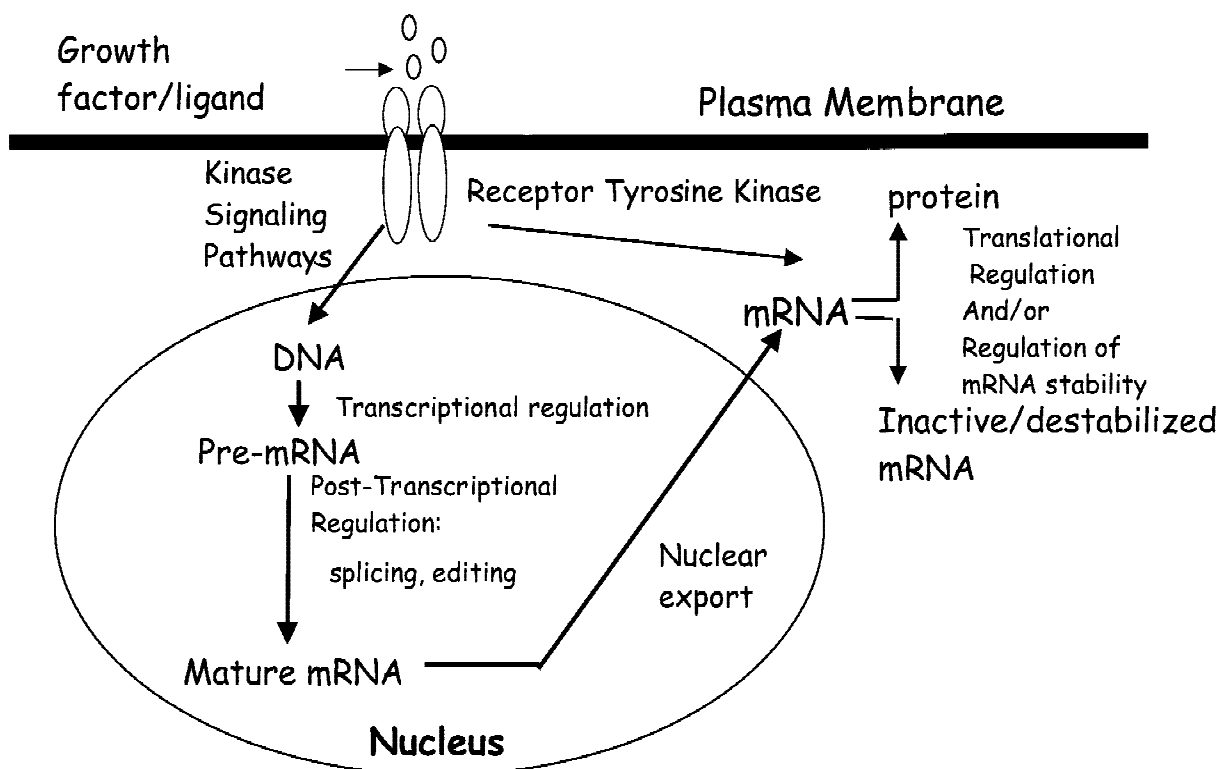 Growth
factor/ligand
Plasma Membrane
Kinase
Signaling
Pathways
Receptor Tyrosine Kinase
protein
Translational
Regulation
And/or
Regulation of
mRNA stability
mRNA
Inactive/destabilized
mRNA
DNA
Transcriptional regulation
Pre-mRNA
Post-Transcriptional
Regulation:
splicing, editing
Nuclear
export
Mature mRNA
Nucleus